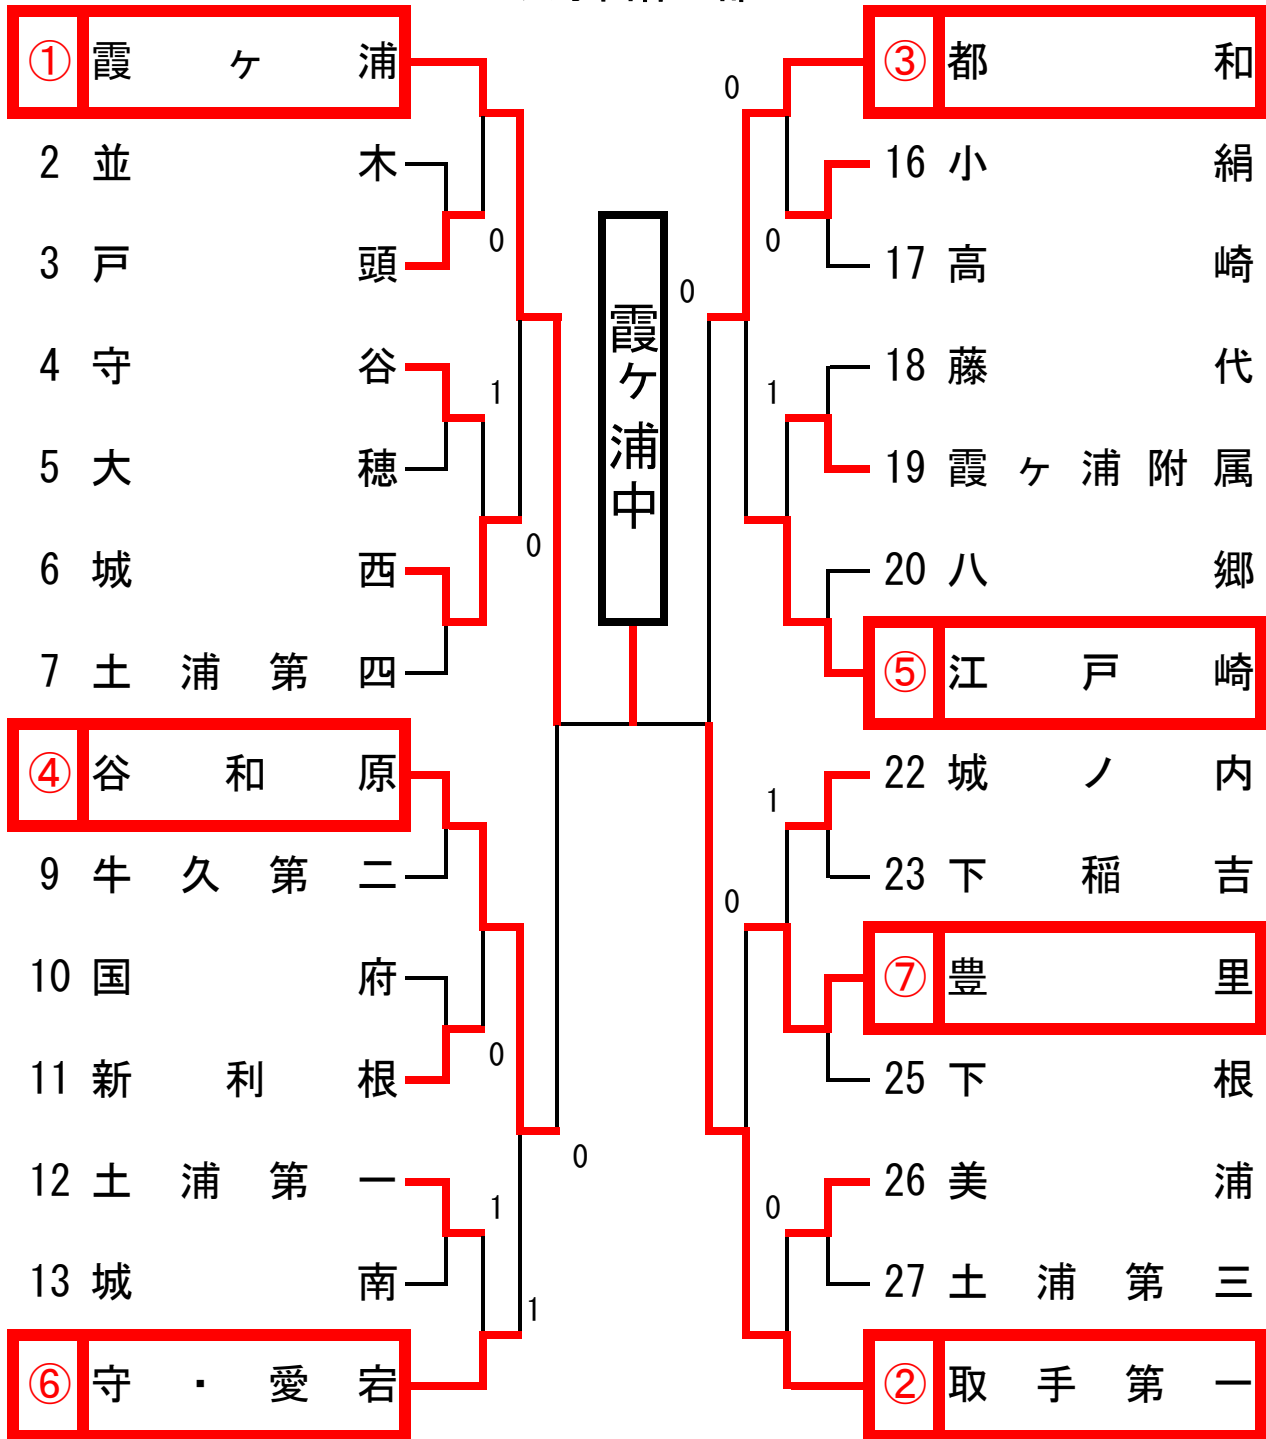 ① 霞ヶ浦
2 並木
3 戸頭
4 守谷
5 大穂
6 城西
7 土浦第四
④ 谷和原
9 牛久第二
10 国府
11 新利根
12 土浦第一
13 城南
⑥ 守・愛宕
0
1
0
0
1
0
1
霞ヶ浦中
0
0
0
1
1
0
0
③ 都和
16 小絹
17 高崎
18 藤代
19 霞ヶ浦附属
20 八郷
⑤ 江戸崎
22 城ノ内
23 下稲吉
⑦ 豊里
25 下根
26 美浦
27 土浦第三
② 取手第一